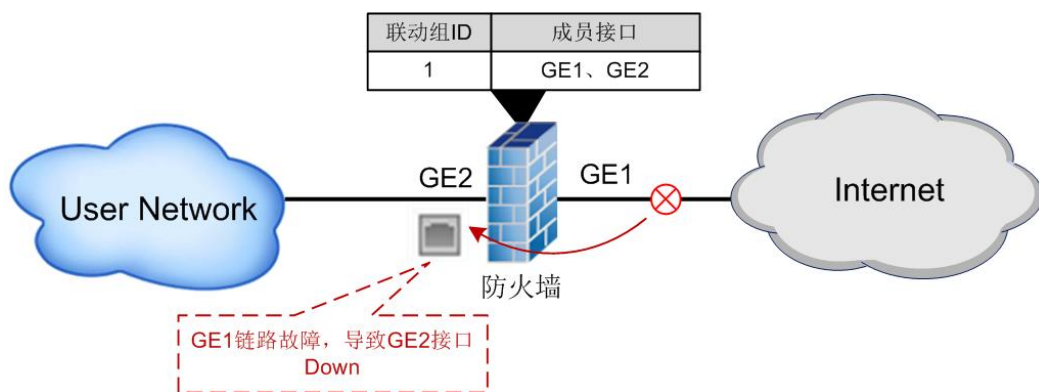 联动组ID 成员接口
1 GE1、GE2
User Network
GE2
GE1
Internet
防火墙
GE1链路故障，导致GE2接口
Down